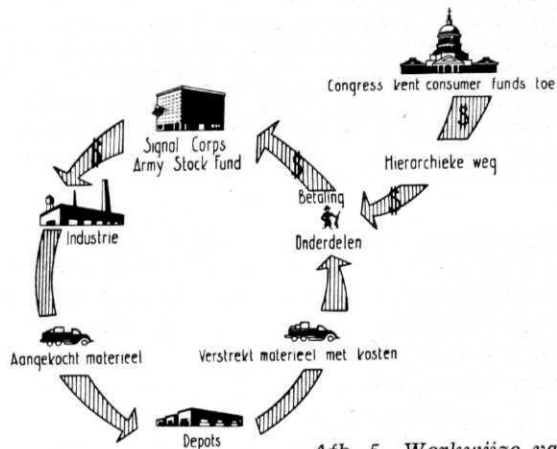 Congress kent consumer funds toe
$
Hierarchieke weg
$
Signal Corps
Army Stock Fund
$
$
Betaling
Onderdelen
Industrie
Aangekocht materieel
Verstrekt materieel met kosten
Depots
Afb. 5. Werkwijze va